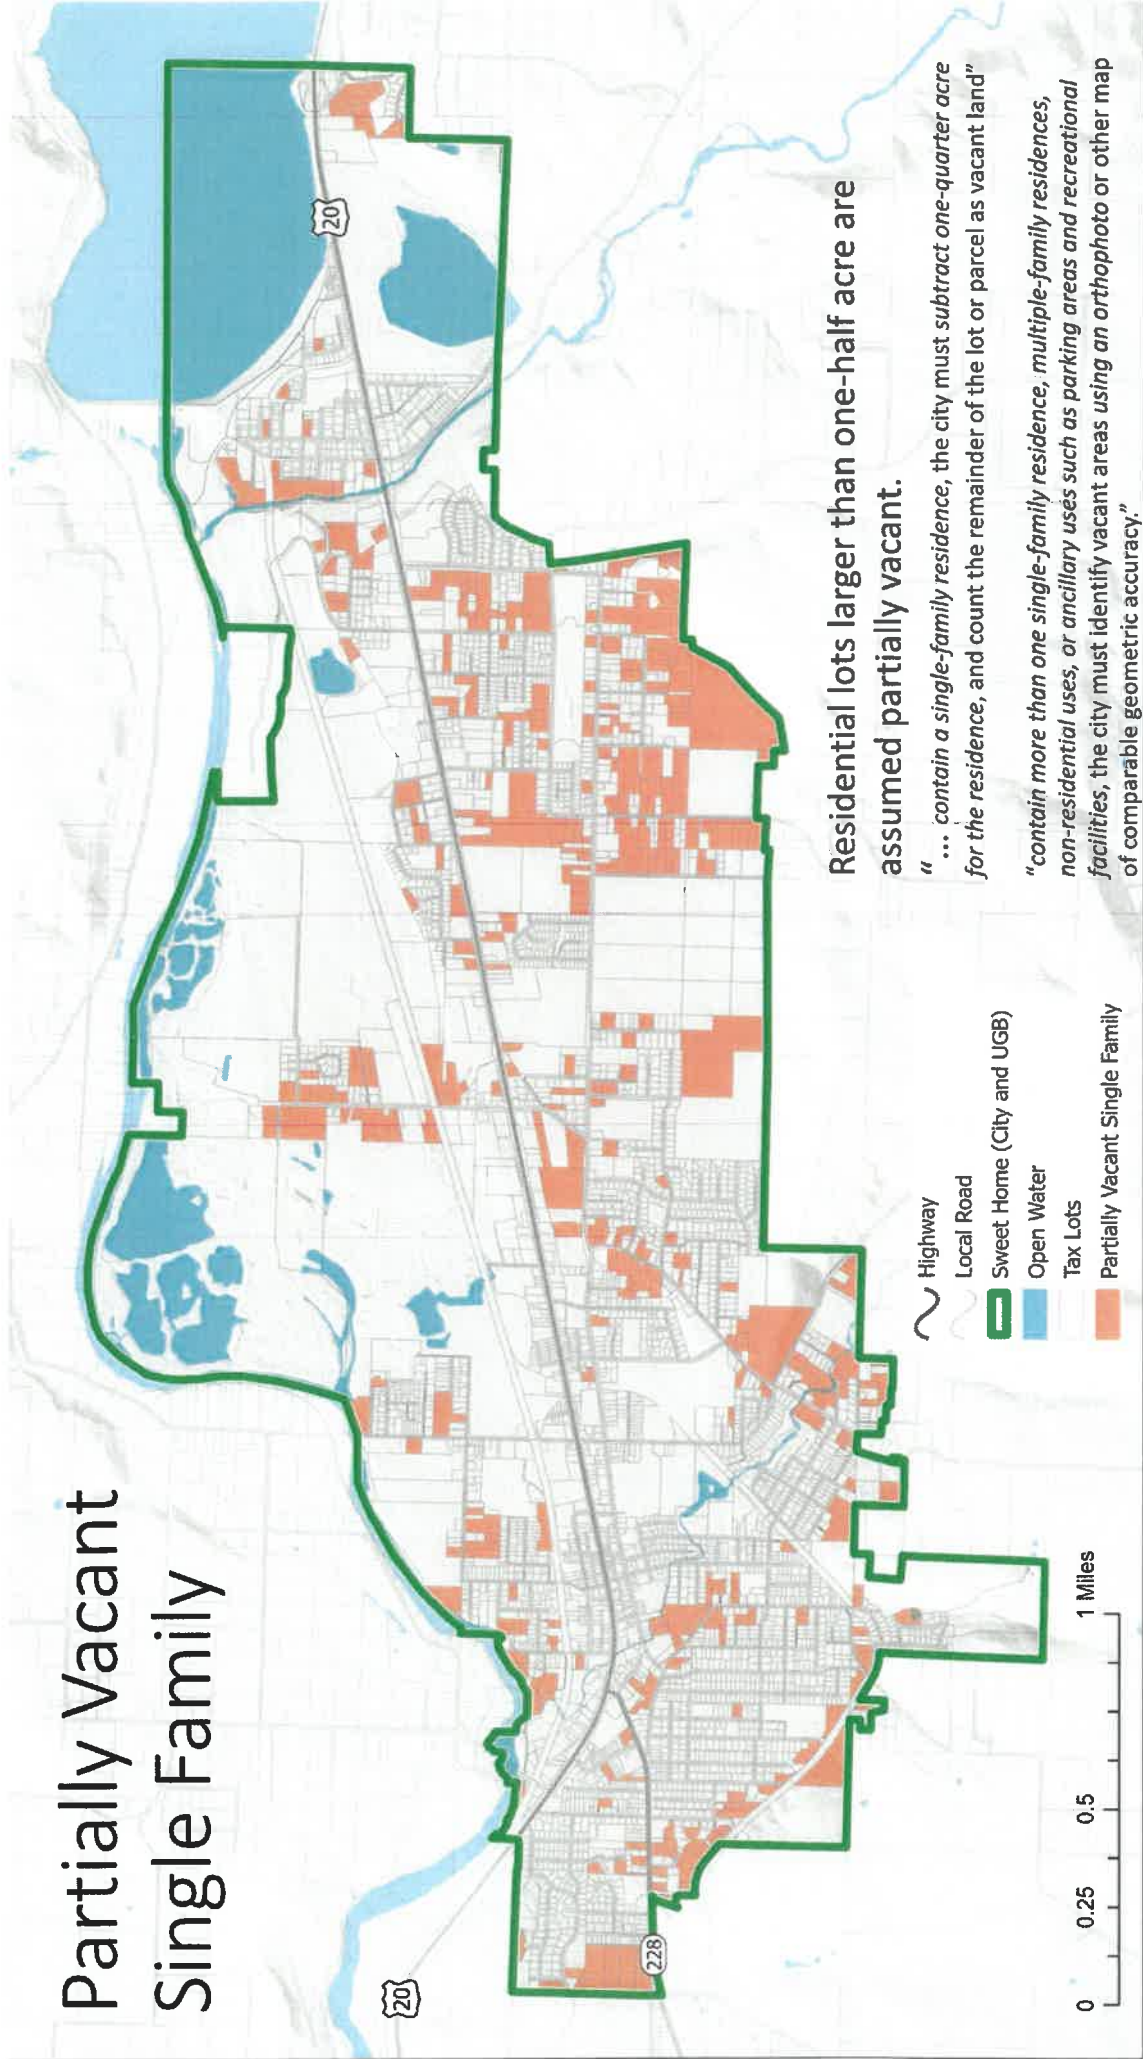 Partially Vacant
Single Family
20
20
228
Residential lots larger than one-half acre are
assumed partially vacant.
“ … contain a single-family residence, the city must subtract one-quarter acre
for the residence, and count the remainder of the lot or parcel as vacant land”
“contain more than one single-family residence, multiple-family residences,
non-residential uses, or ancillary uses such as parking areas and recreational
facilities, the city must identify vacant areas using an orthophoto or other map
of comparable geometric accuracy.”
Highway
Local Road
Sweet Home (City and UGB)
Open Water
Tax Lots
Partially Vacant Single Family
0 0.25 0.5 1 Miles